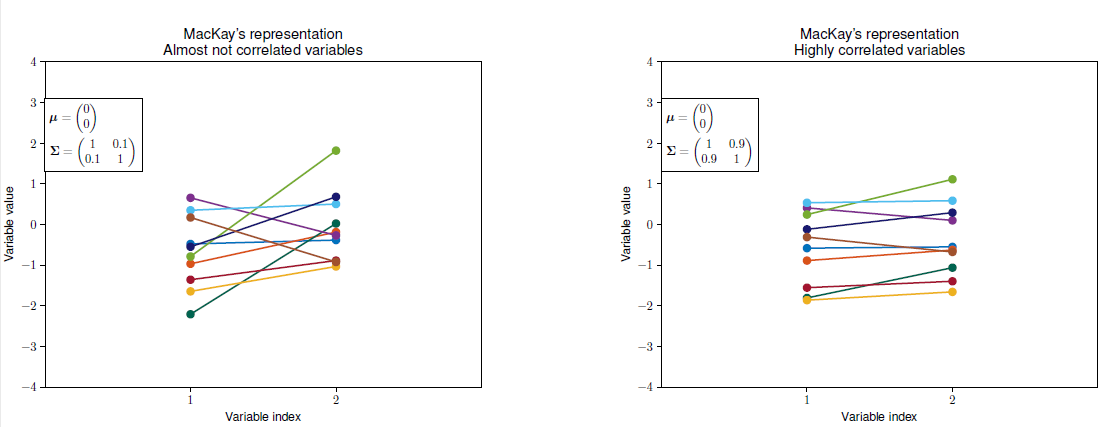 MacKay's representation
Almost not correlated variables
4
3
2
1
0
−1
−2
−3
−4
Variable value
μ = (0
0)
Σ = (1 0.1
0.1 1)
1 2
Variable index
MacKay's representation
Highly correlated variables
4
3
2
1
0
−1
−2
−3
−4
Variable value
μ = (0
0)
Σ = (1 0.9
0.9 1)
1 2
Variable index